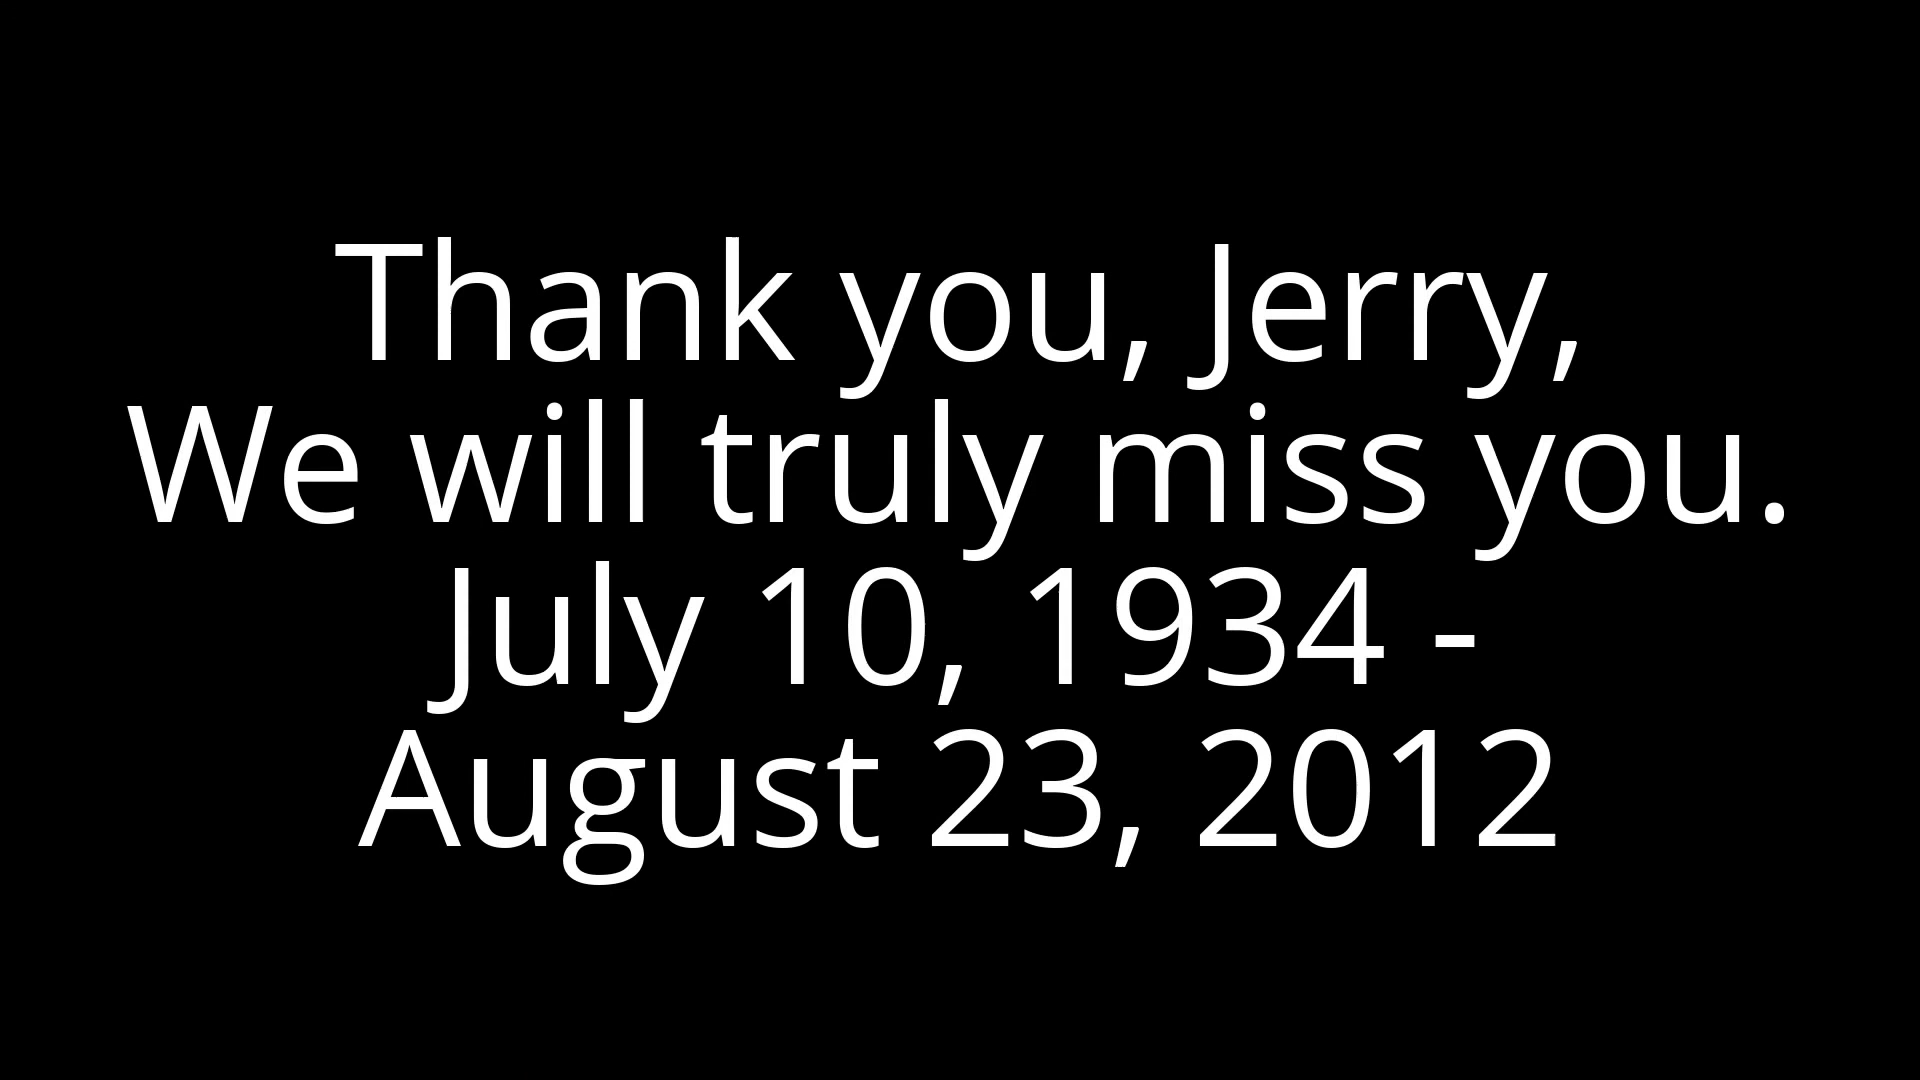 Thank you, Jerry,
We will truly miss you.
July 10, 1934 -
August 23, 2012